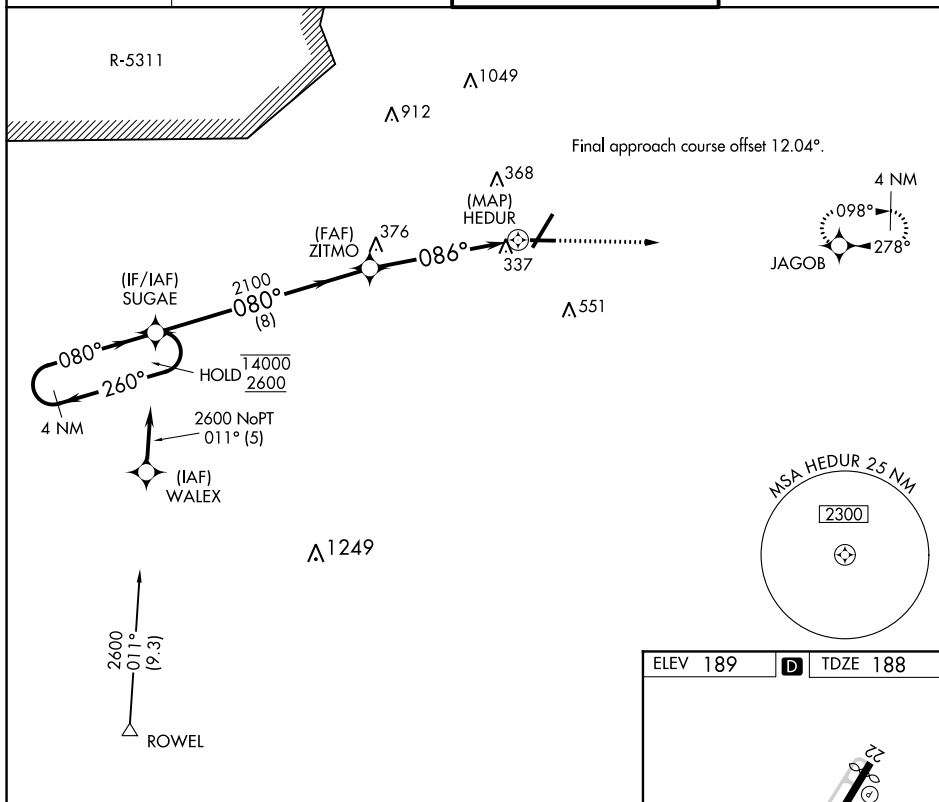 R-5311
1049
912
Final approach course offset 12.04°.
368
4 NM
(MAP)
HEDUR
098°
(FAF)
ZITMO
376
086°
337
278°
JAGOB
(IF/IAF)
SUGAE
2100
080°
(8)
551
080°
HOLD
14000
2600
260°
4 NM
2600 NoPT
011° (5)
(IAF)
WALEX
MSA HEDUR 25 NM
2300
1249
2600
011°
(9.3)
ROWEL
ELEV 189
D
TDZE 188
22
P